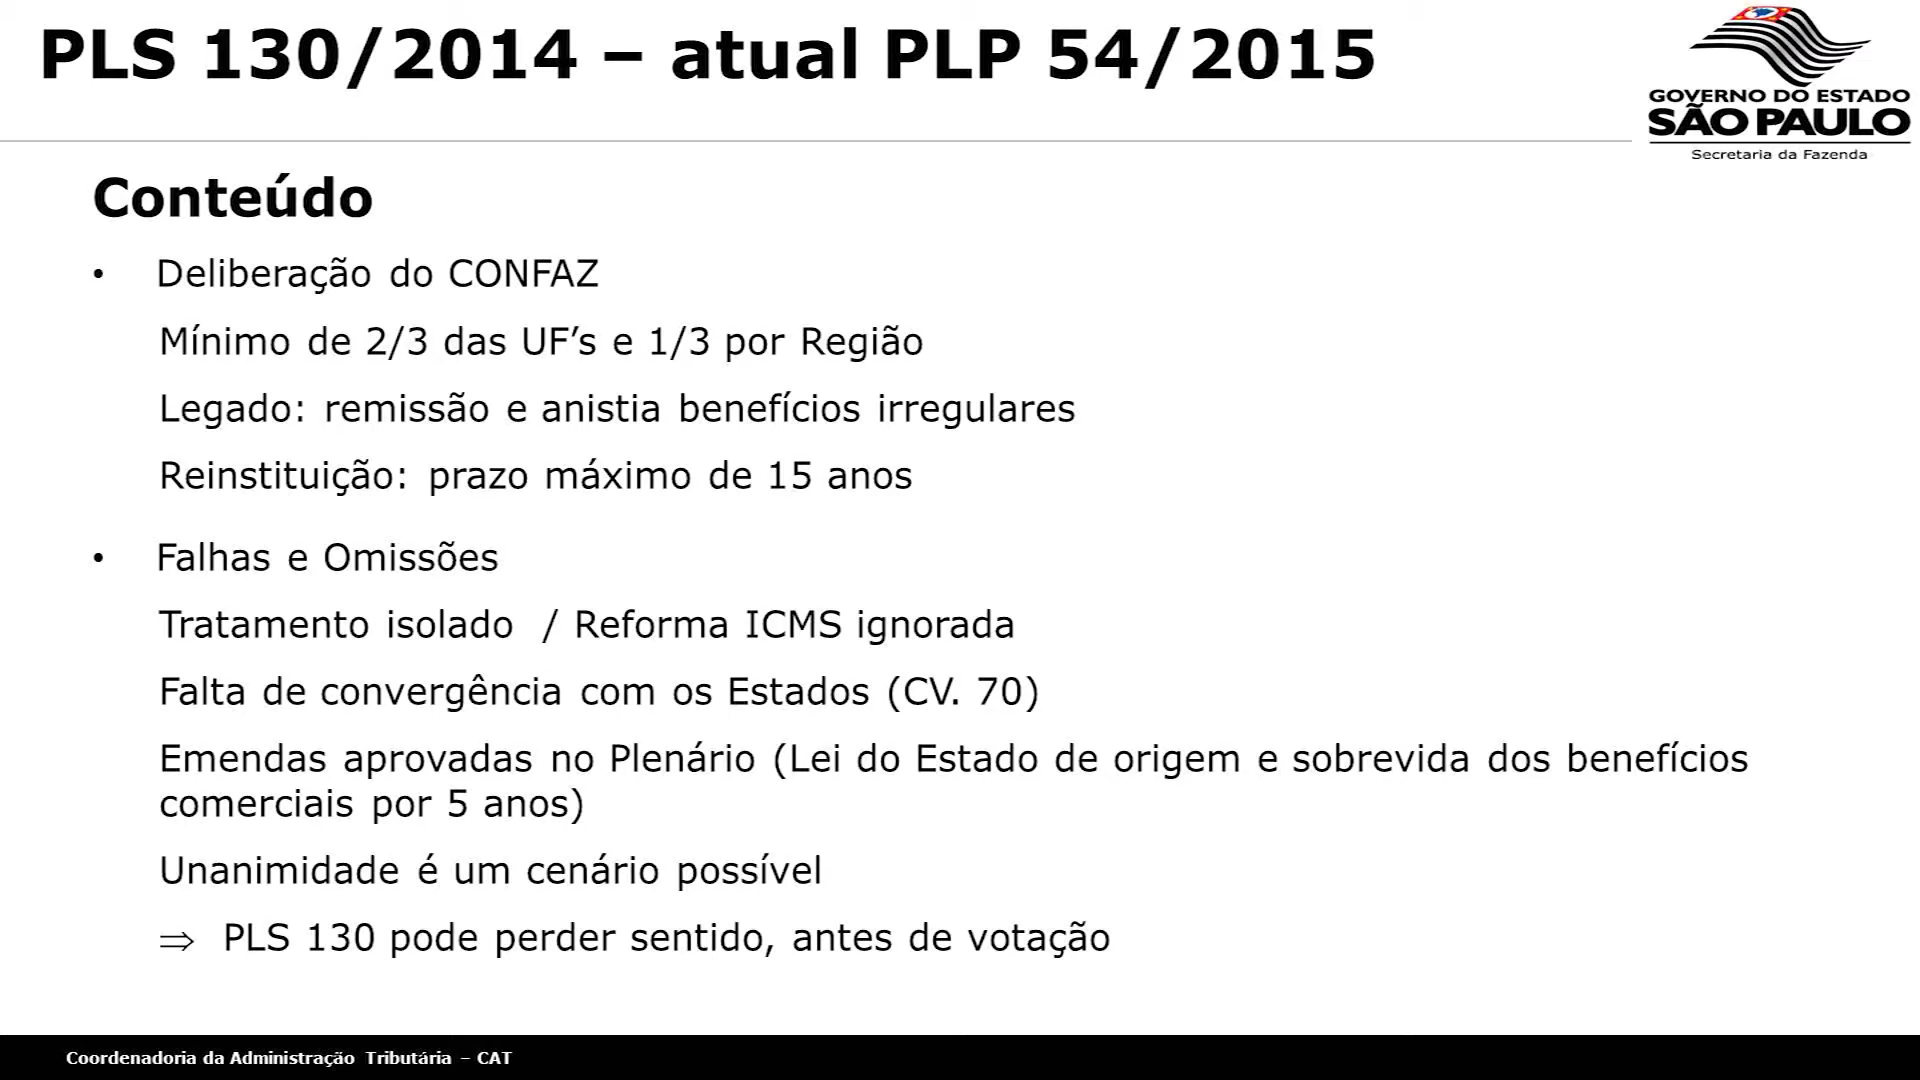 PLS 130/2014 – atual PLP 54/2015
GOVERNO DO ESTADO
SÃO PAULO
Secretaria da Fazenda
Conteúdo
• Deliberação do CONFAZ
Mínimo de 2/3 das UF’s e 1/3 por Região
Legado: remissão e anistia benefícios irregulares
Reinstituição: prazo máximo de 15 anos
• Falhas e Omissões
Tratamento isolado / Reforma ICMS ignorada
Falta de convergência com os Estados (CV. 70)
Emendas aprovadas no Plenário (Lei do Estado de origem e sobrevida dos benefícios
comerciais por 5 anos)
Unanimidade é um cenário possível
⇒ PLS 130 pode perder sentido, antes de votação
Coordenadoria da Administração Tributária – CAT